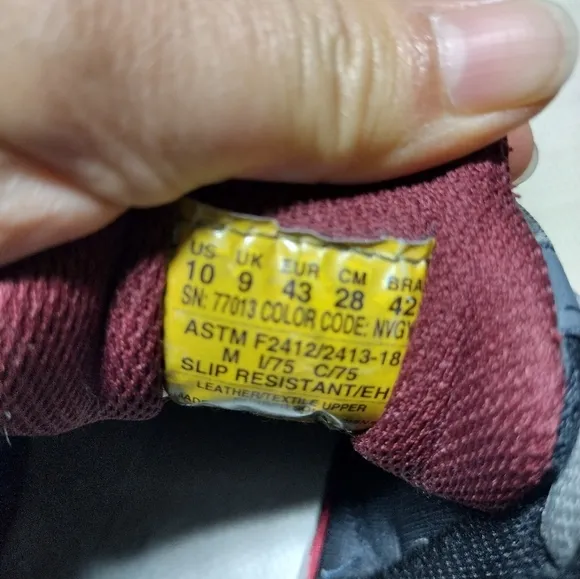 US UK EUR CM BRA
10 9 43 28 42
SN: 77013 COLOR CODE: NVGY
ASTM F2412/2413-18
M I/75 C/75
SLIP RESISTANT/EH
LEATHER/TEXTILE UPPER
MADE